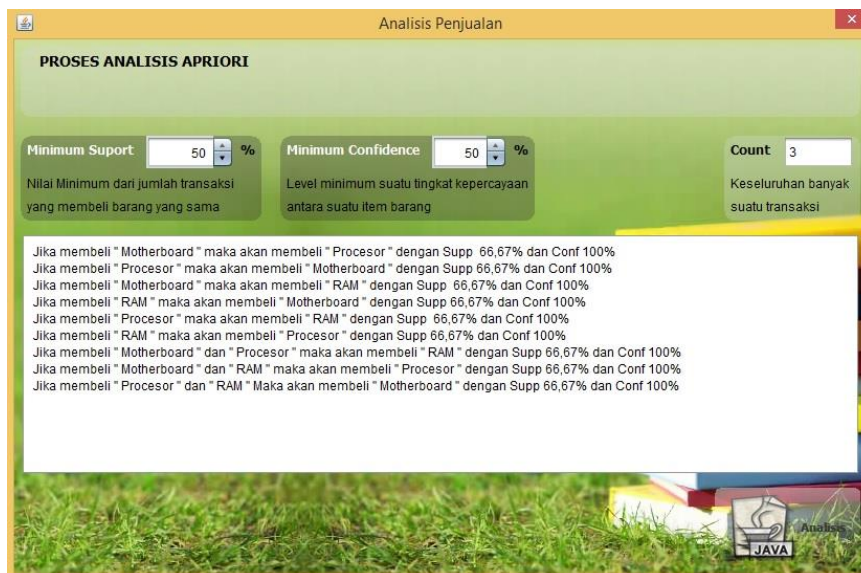 Analisis Penjualan
PROSES ANALISIS APRIORI
Minimum Suport 50 %
Nilai Minimum dari jumlah transaksi
yang membeli barang yang sama
Minimum Confidence 50 %
Level minimum suatu tingkat kepercayaan
antara suatu item barang
Count 3
Keseluruhan banyak
suatu transaksi
Jika membeli " Motherboard " maka akan membeli " Procesor " dengan Supp 66,67% dan Conf 100%
Jika membeli " Procesor " maka akan membeli " Motherboard " dengan Supp 66,67% dan Conf 100%
Jika membeli " Motherboard " maka akan membeli " RAM " dengan Supp 66,67% dan Conf 100%
Jika membeli " RAM " maka akan membeli " Motherboard " dengan Supp 66,67% dan Conf 100%
Jika membeli " Procesor " maka akan membeli " RAM " dengan Supp 66,67% dan Conf 100%
Jika membeli " RAM " maka akan membeli " Procesor " dengan Supp 66,67% dan Conf 100%
Jika membeli " Motherboard " dan " Procesor " maka akan membeli " RAM " dengan Supp 66,67% dan Conf 100%
Jika membeli " Motherboard " dan " RAM " maka akan membeli " Procesor " dengan Supp 66,67% dan Conf 100%
Jika membeli " Procesor " dan " RAM " Maka akan membeli " Motherboard " dengan Supp 66,67% dan Conf 100%
Analisis
JAVA